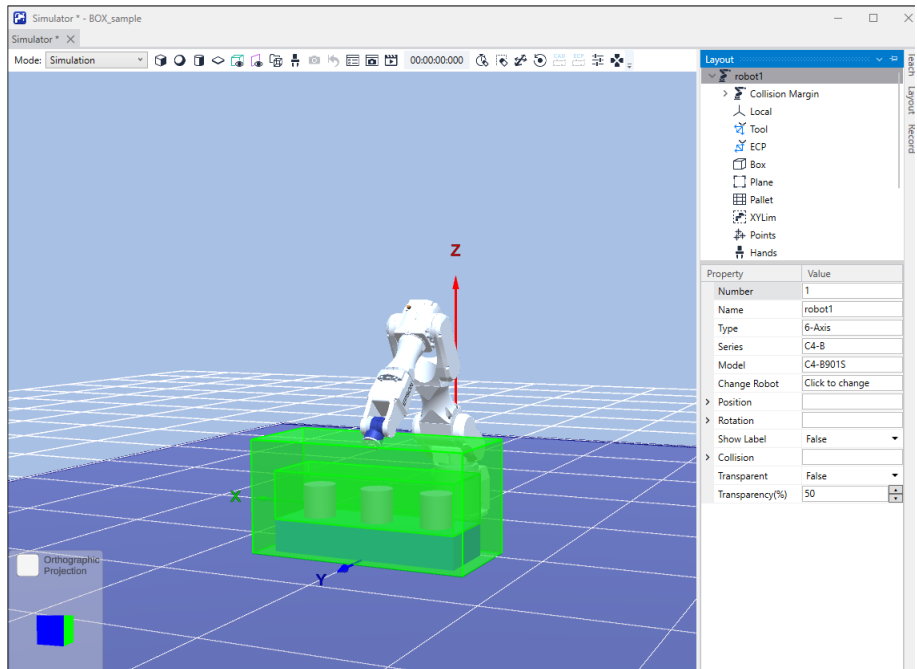 Simulator * - BOX_sample
Simulator *
Mode: Simulation 00:00:00:000
Layout
robot1
Collision Margin
Local
Tool
ECP
Box
Plane
Pallet
XYLim
Points
Hands
Teach
Layout
Record
Property Value
Number 1
Name robot1
Type 6-Axis
Series C4-B
Model C4-B901S
Change Robot Click to change
Position
Rotation
Show Label False
Collision
Transparent False
Transparency(%) 50
Z
X
Y
Orthographic
Projection